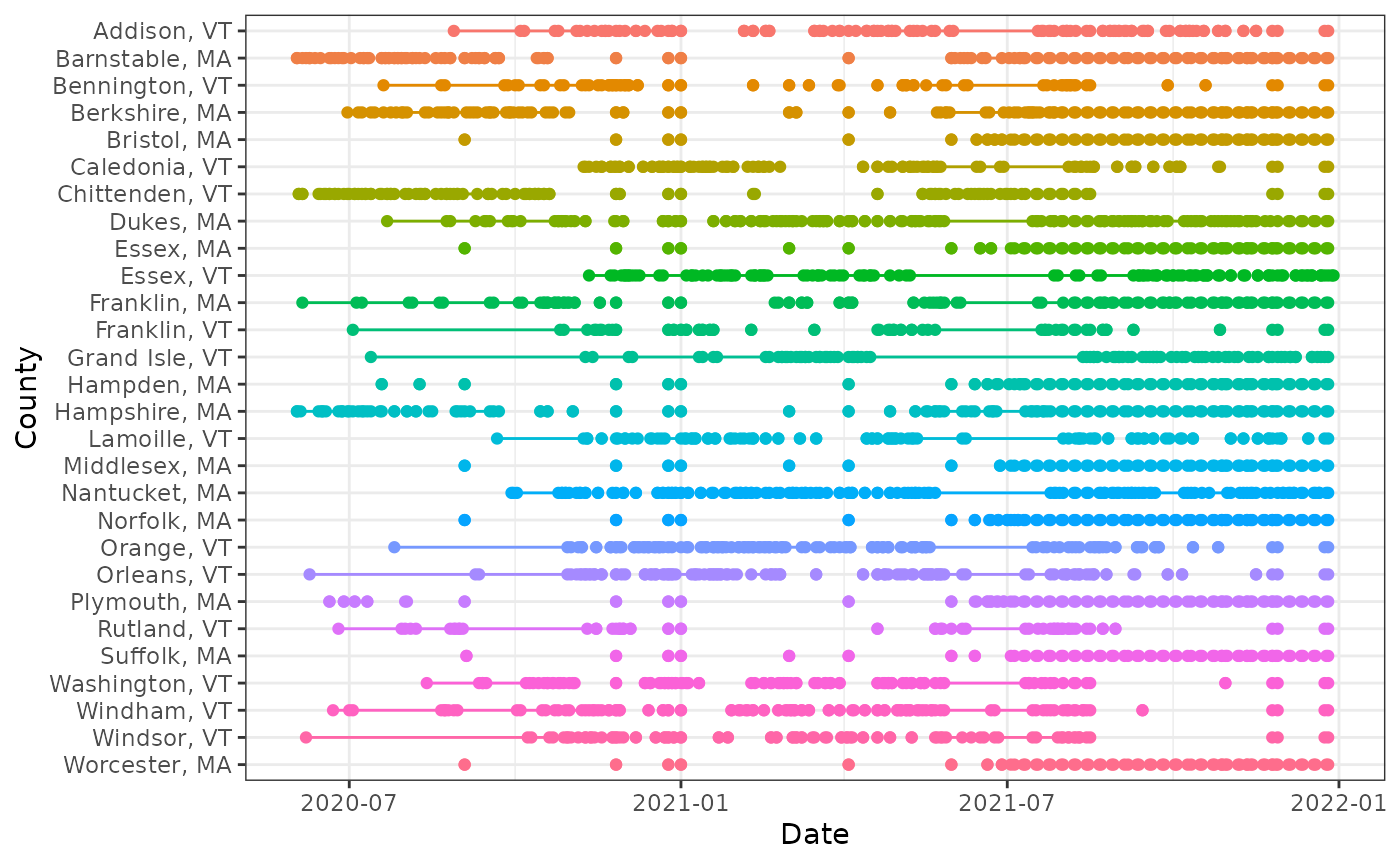 Addison, VT
Barnstable, MA
Bennington, VT
Berkshire, MA
Bristol, MA
Caledonia, VT
Chittenden, VT
Dukes, MA
Essex, MA
Essex, VT
Franklin, MA
Franklin, VT
Grand Isle, VT
Hampden, MA
Hampshire, MA
Lamoille, VT
Middlesex, MA
Nantucket, MA
Norfolk, MA
Orange, VT
Orleans, VT
Plymouth, MA
Rutland, VT
Suffolk, MA
Washington, VT
Windham, VT
Windsor, VT
Worcester, MA
County
2020-07 2021-01 2021-07 2022-01
Date